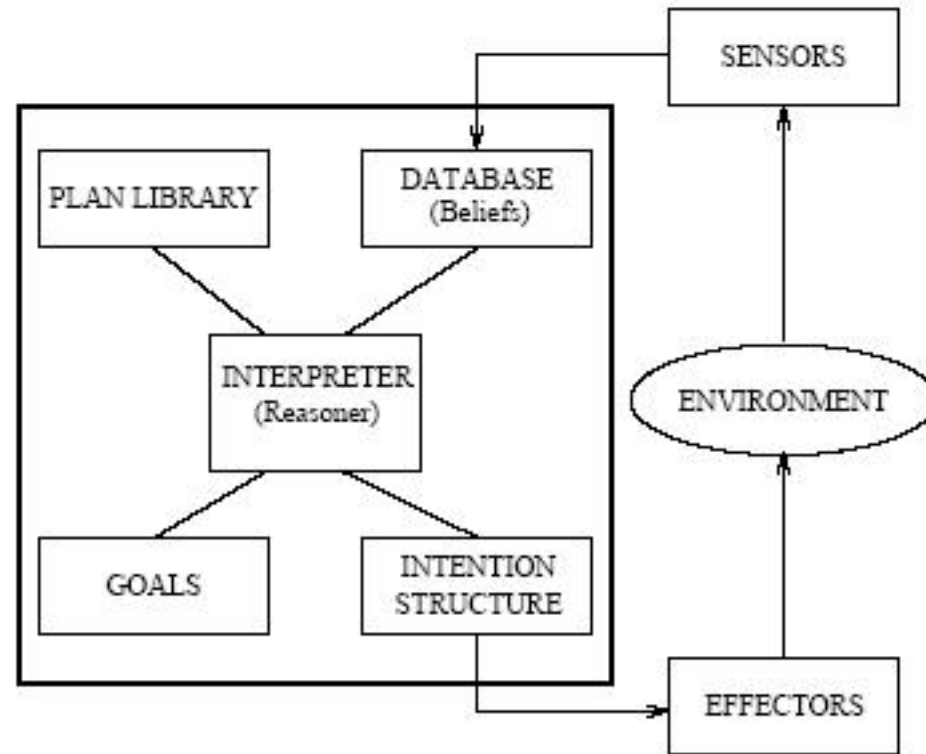 SENSORS
PLAN LIBRARY
DATABASE
(Beliefs)
INTERPRETER
(Reasoner)
ENVIRONMENT
GOALS
INTENTION
STRUCTURE
EFFECTORS